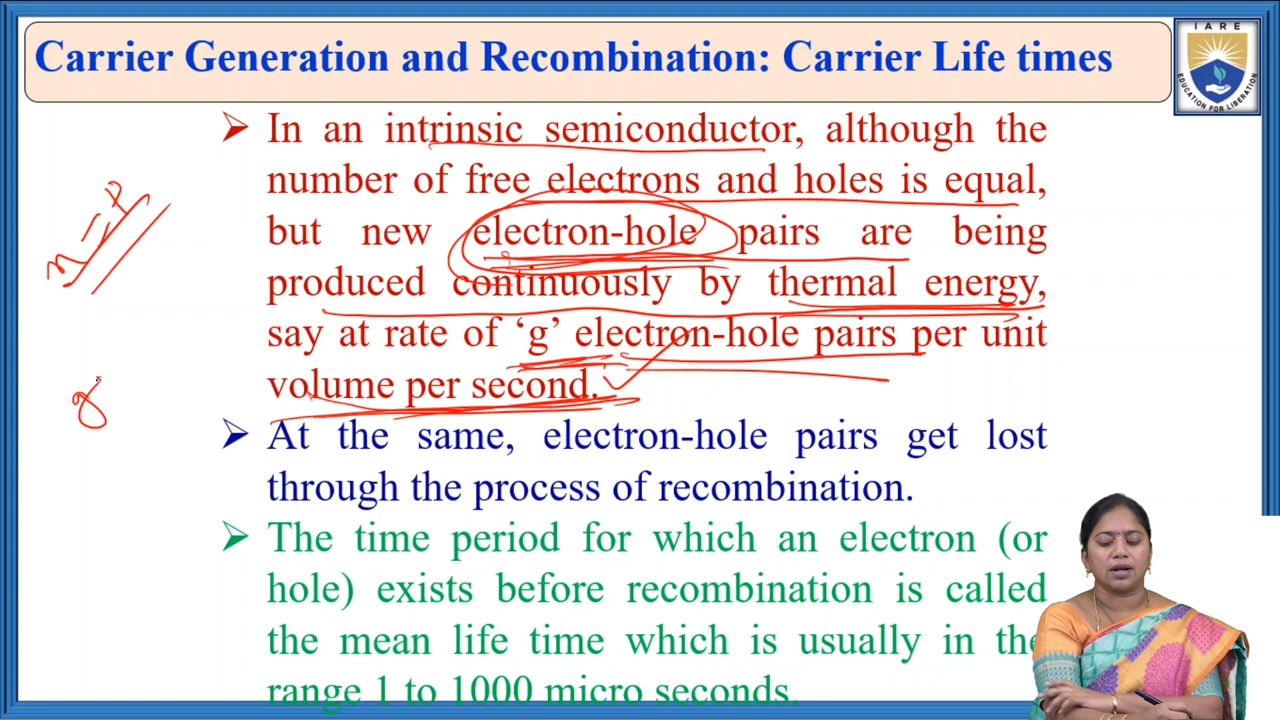 Carrier Generation and Recombination: Carrier Life times
IARE
EDUCATION FOR LIBERATION
➢ In an intrinsic semiconductor, although the
number of free electrons and holes is equal,
but new electron-hole pairs are being
produced continuously by thermal energy,
say at rate of ‘g’ electron-hole pairs per unit
volume per second.
n=p
g
➢ At the same, electron-hole pairs get lost
through the process of recombination.
➢ The time period for which an electron (or
hole) exists before recombination is called
the mean life time which is usually in the
range 1 to 1000 micro seconds.